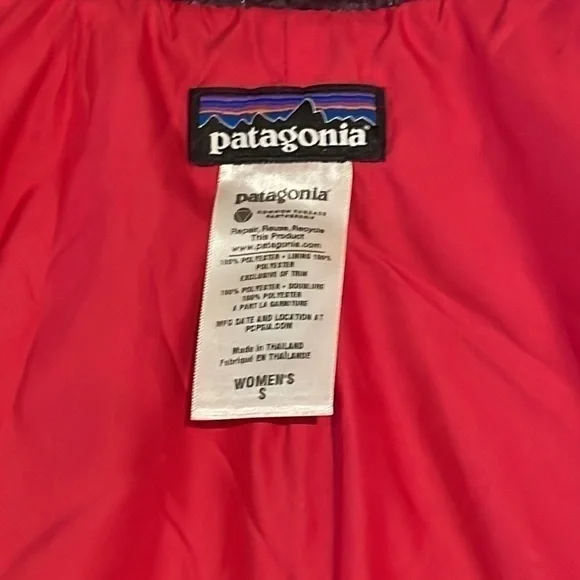 patagonia®
patagonia®
COMMON THREADS
PARTNERSHIP
Repair, Reuse, Recycle
This Product
www.patagonia.com
100% POLYESTER • LINING 100%
POLYESTER
EXCLUSIVE OF TRIM
100% POLYESTER • DOUBLURE
100% POLYESTER
À PART LA GARNITURE
MFG DATE AND LOCATION AT
PCPSIA.COM
Made in THAILAND
Fabriqué EN THAÏLANDE
WOMEN'S
S